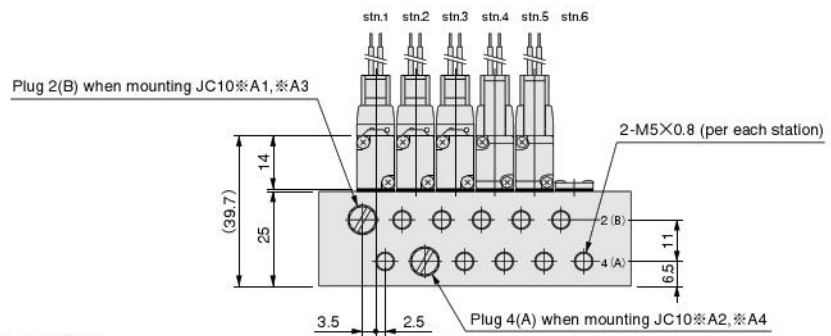 stn.1 stn.2 stn.3 stn.4 stn.5 stn.6
Plug 2(B) when mounting JC10※A1,※A3
2-M5×0.8 (per each station)
14
(39.7)
25
2 (B)
11
4 (A)
6.5
Plug 4(A) when mounting JC10※A2,※A4
3.5 2.5